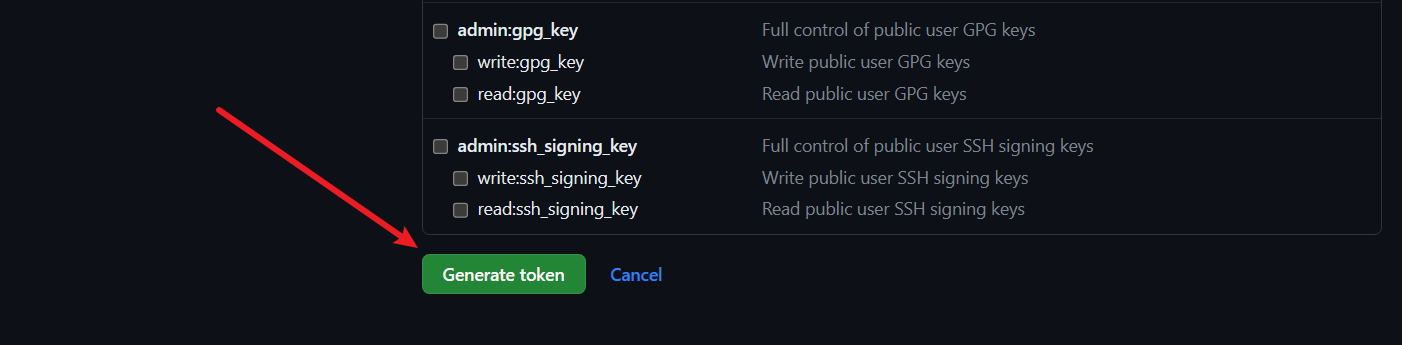 admin:gpg_key Full control of public user GPG keys
write:gpg_key Write public user GPG keys
read:gpg_key Read public user GPG keys
admin:ssh_signing_key Full control of public user SSH signing keys
write:ssh_signing_key Write public user SSH signing keys
read:ssh_signing_key Read public user SSH signing keys
Generate token Cancel